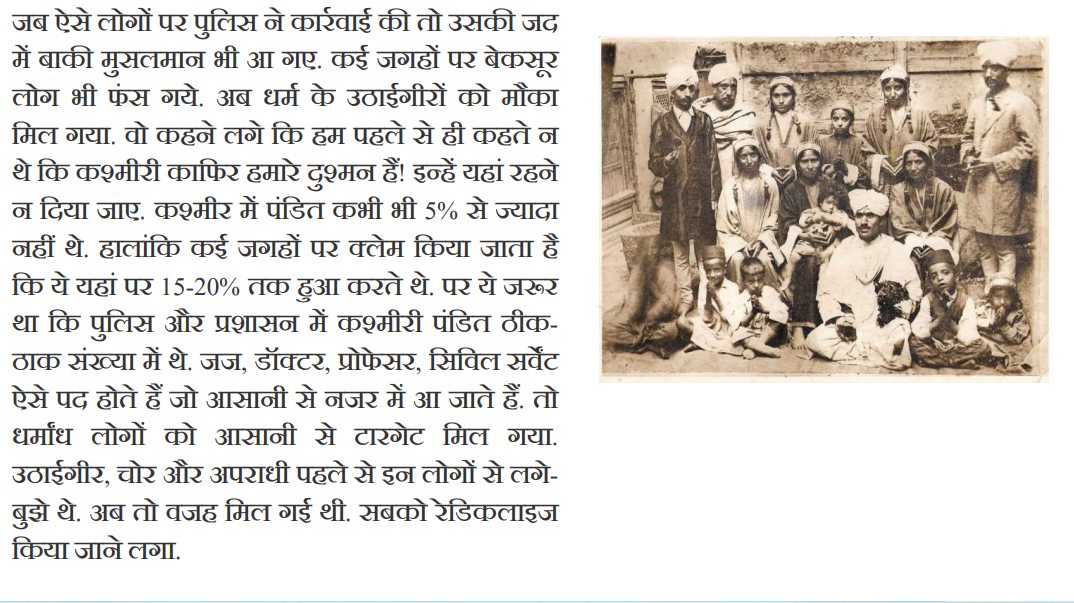 जब ऐसे लोगों पर पुलिस ने कार्रवाई की तो उसकी जद
में बाकी मुसलमान भी आ गए. कई जगहों पर बेकसूर
लोग भी फंस गये. अब धर्म के उठाईगीरों को मौका
मिल गया. वो कहने लगे कि हम पहले से ही कहते न
थे कि कश्मीरी काफिर हमारे दुश्मन हैं! इन्हें यहां रहने
न दिया जाए. कश्मीर में पंडित कभी भी 5% से ज्यादा
नहीं थे. हालांकि कई जगहों पर क्लेम किया जाता है
कि ये यहां पर 15-20% तक हुआ करते थे. पर ये जरूर
था कि पुलिस और प्रशासन में कश्मीरी पंडित ठीक-
ठाक संख्या में थे. जज, डॉक्टर, प्रोफेसर, सिविल सर्वेंट
ऐसे पद होते हैं जो आसानी से नजर में आ जाते हैं. तो
धर्मांध लोगों को आसानी से टारगेट मिल गया.
उठाईगीर, चोर और अपराधी पहले से इन लोगों से लगे-
बुझे थे. अब तो वजह मिल गई थी. सबको रेडिकलाइज
किया जाने लगा.